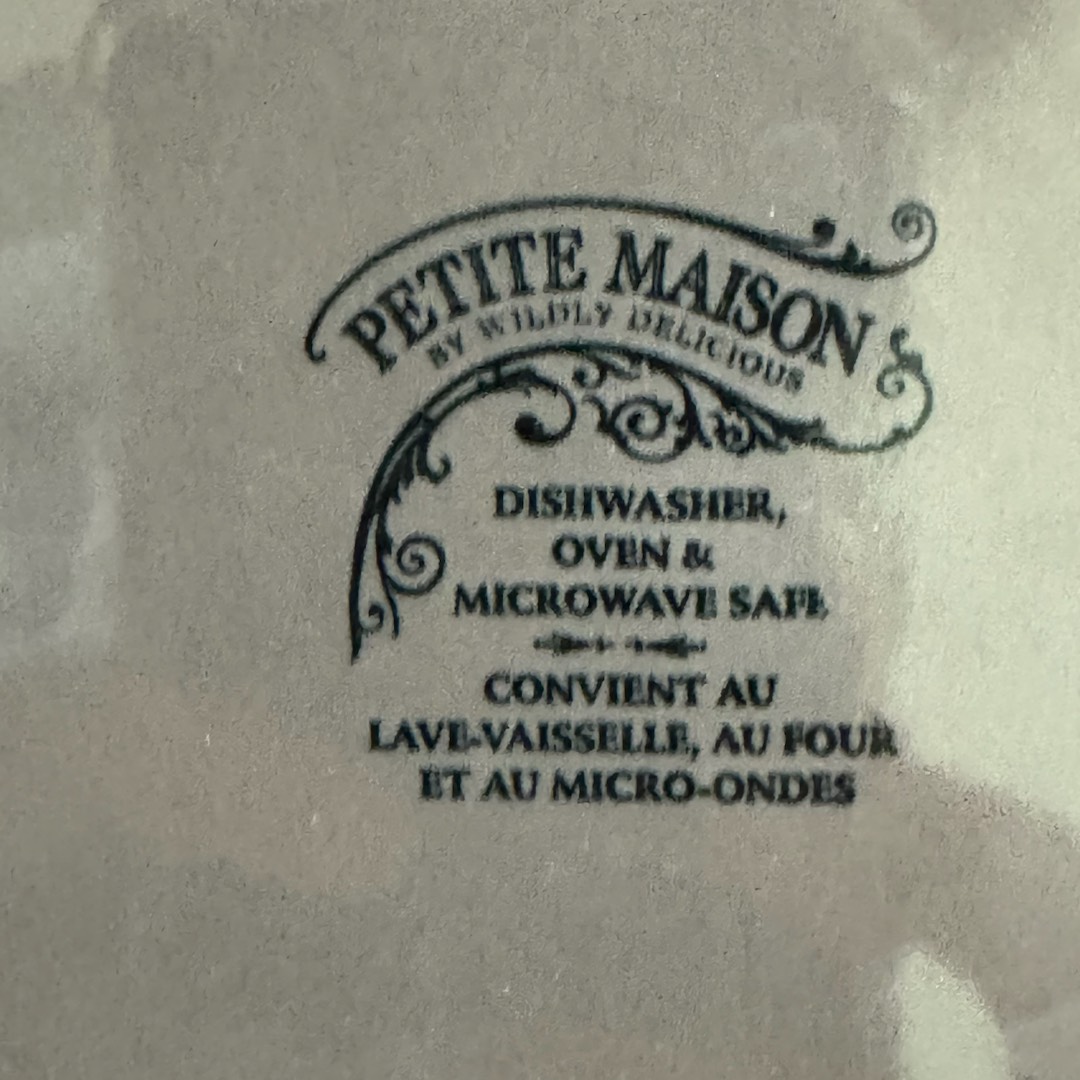 PETITE MAISON
BY WILDLY DELICIOUS
DISHWASHER,
OVEN &
MICROWAVE SAFE
CONVIENT AU
LAVE-VAISSELLE, AU FOUR
ET AU MICRO-ONDES